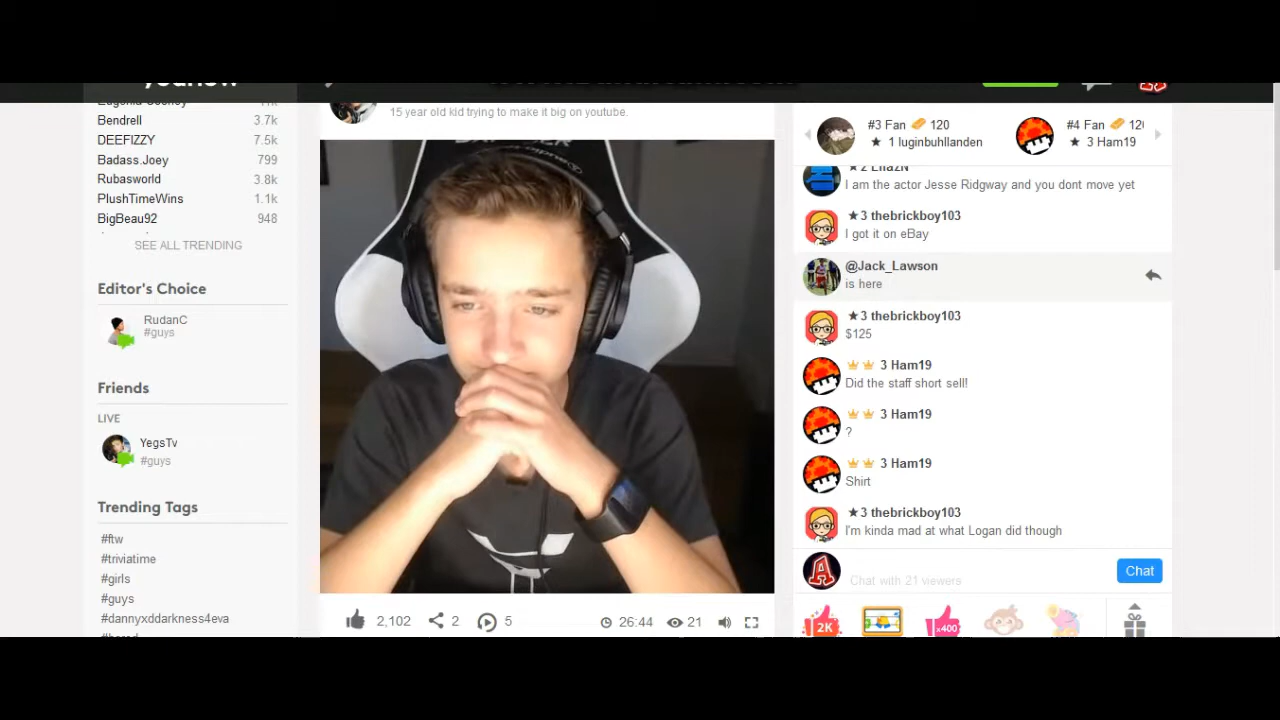 younow
Bendrell 3.7k
DEEFIZZY 7.5k
Badass.Joey 799
Rubasworld 3.8k
PlushTimeWins 1.1k
BigBeau92 948
SEE ALL TRENDING
Editor's Choice
RudanC
#guys
Friends
LIVE
YegsTv
#guys
Trending Tags
#ftw
#triviatime
#girls
#guys
#dannyxddarkness4eva
#bored
15 year old kid trying to make it big on youtube.
2,102 2 5 26:44 21
#3 Fan 120
★ 1 luginbuhllanden
#4 Fan
★ 3 Ham19
I am the actor Jesse Ridgway and you dont move yet
★3 thebrickboy103
I got it on eBay
@Jack_Lawson
is here
★3 thebrickboy103
$125
3 Ham19
Did the staff short sell!
3 Ham19
?
3 Ham19
Shirt
★3 thebrickboy103
I'm kinda mad at what Logan did though
Chat with 21 viewers
Chat
2K
x400